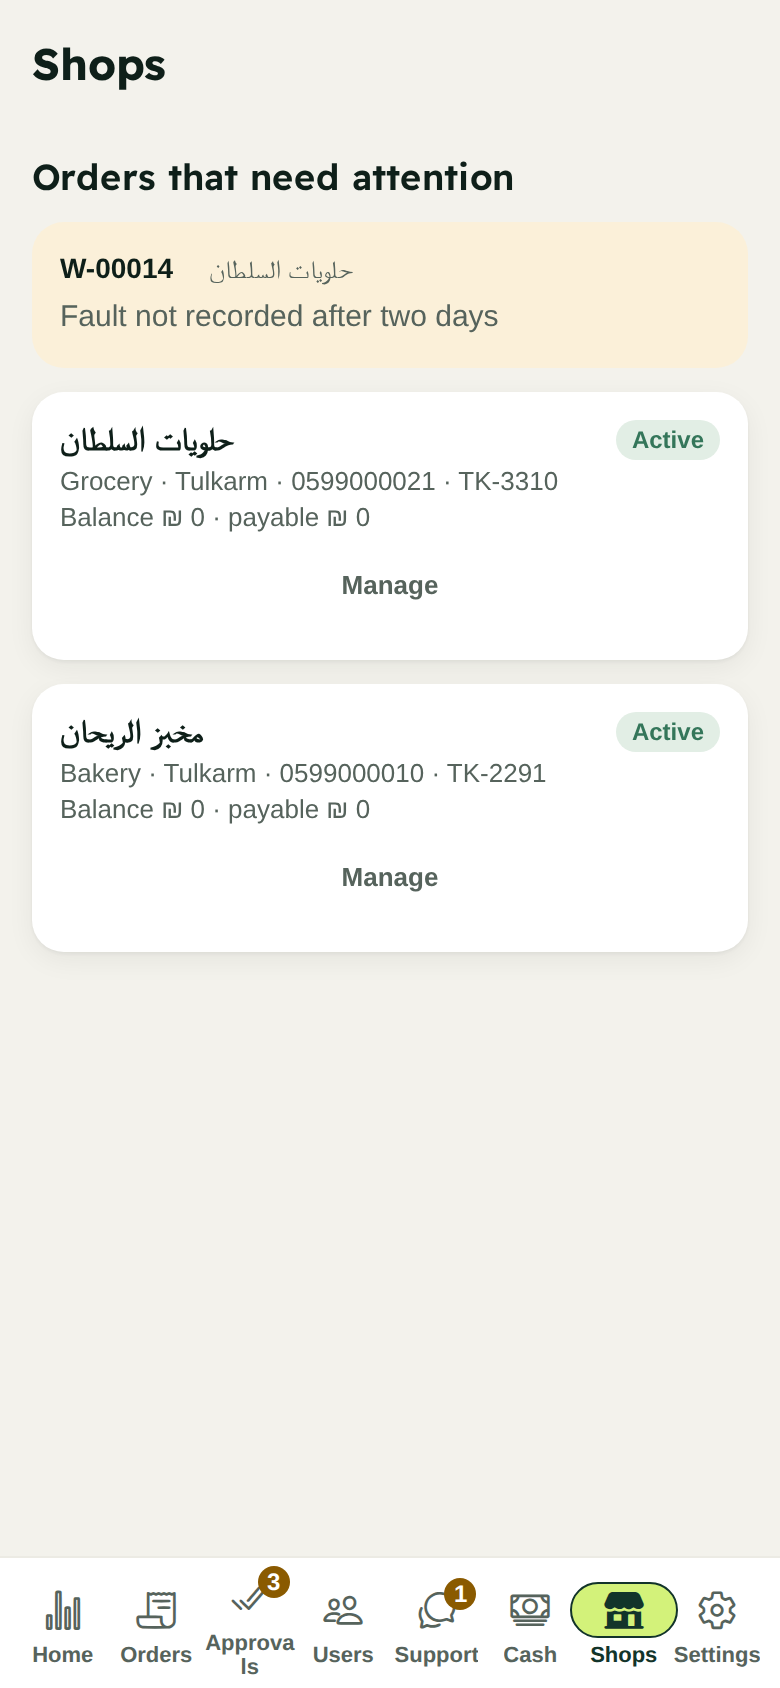 Shops
Orders that need attention
W-00014 حلويات السلطان
Fault not recorded after two days
حلويات السلطان Active
Grocery · Tulkarm · 0599000021 · TK-3310
Balance ₪ 0 · payable ₪ 0
Manage
مخبز الريحان Active
Bakery · Tulkarm · 0599000010 · TK-2291
Balance ₪ 0 · payable ₪ 0
Manage
3 1
Home Orders Approva
ls Users Support Cash Shops Settings